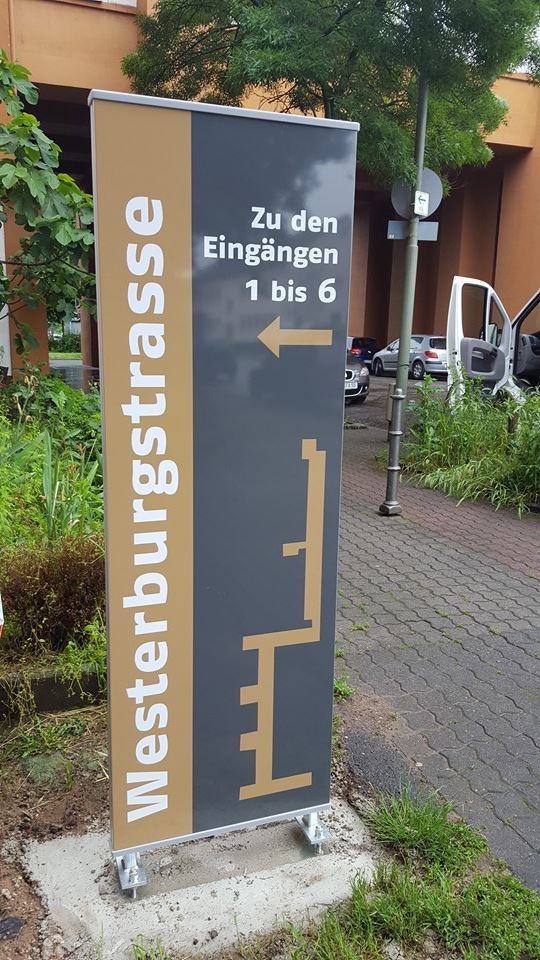 Westerburgstrasse
Zu den
Eingängen
1 bis 6